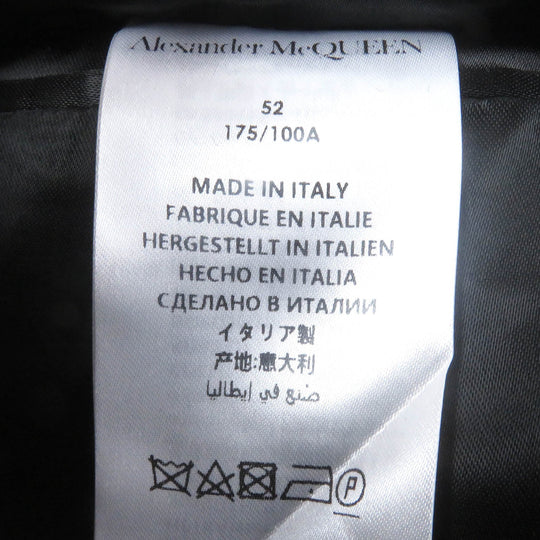 Alexander McQUEEN
52
175/100A
MADE IN ITALY
FABRIQUE EN ITALIE
HERGESTELLT IN ITALIEN
HECHO EN ITALIA
СДЕЛАНО В ИТАЛИИ
イタリア製
产地:意大利
صنع في إيطاليا
P